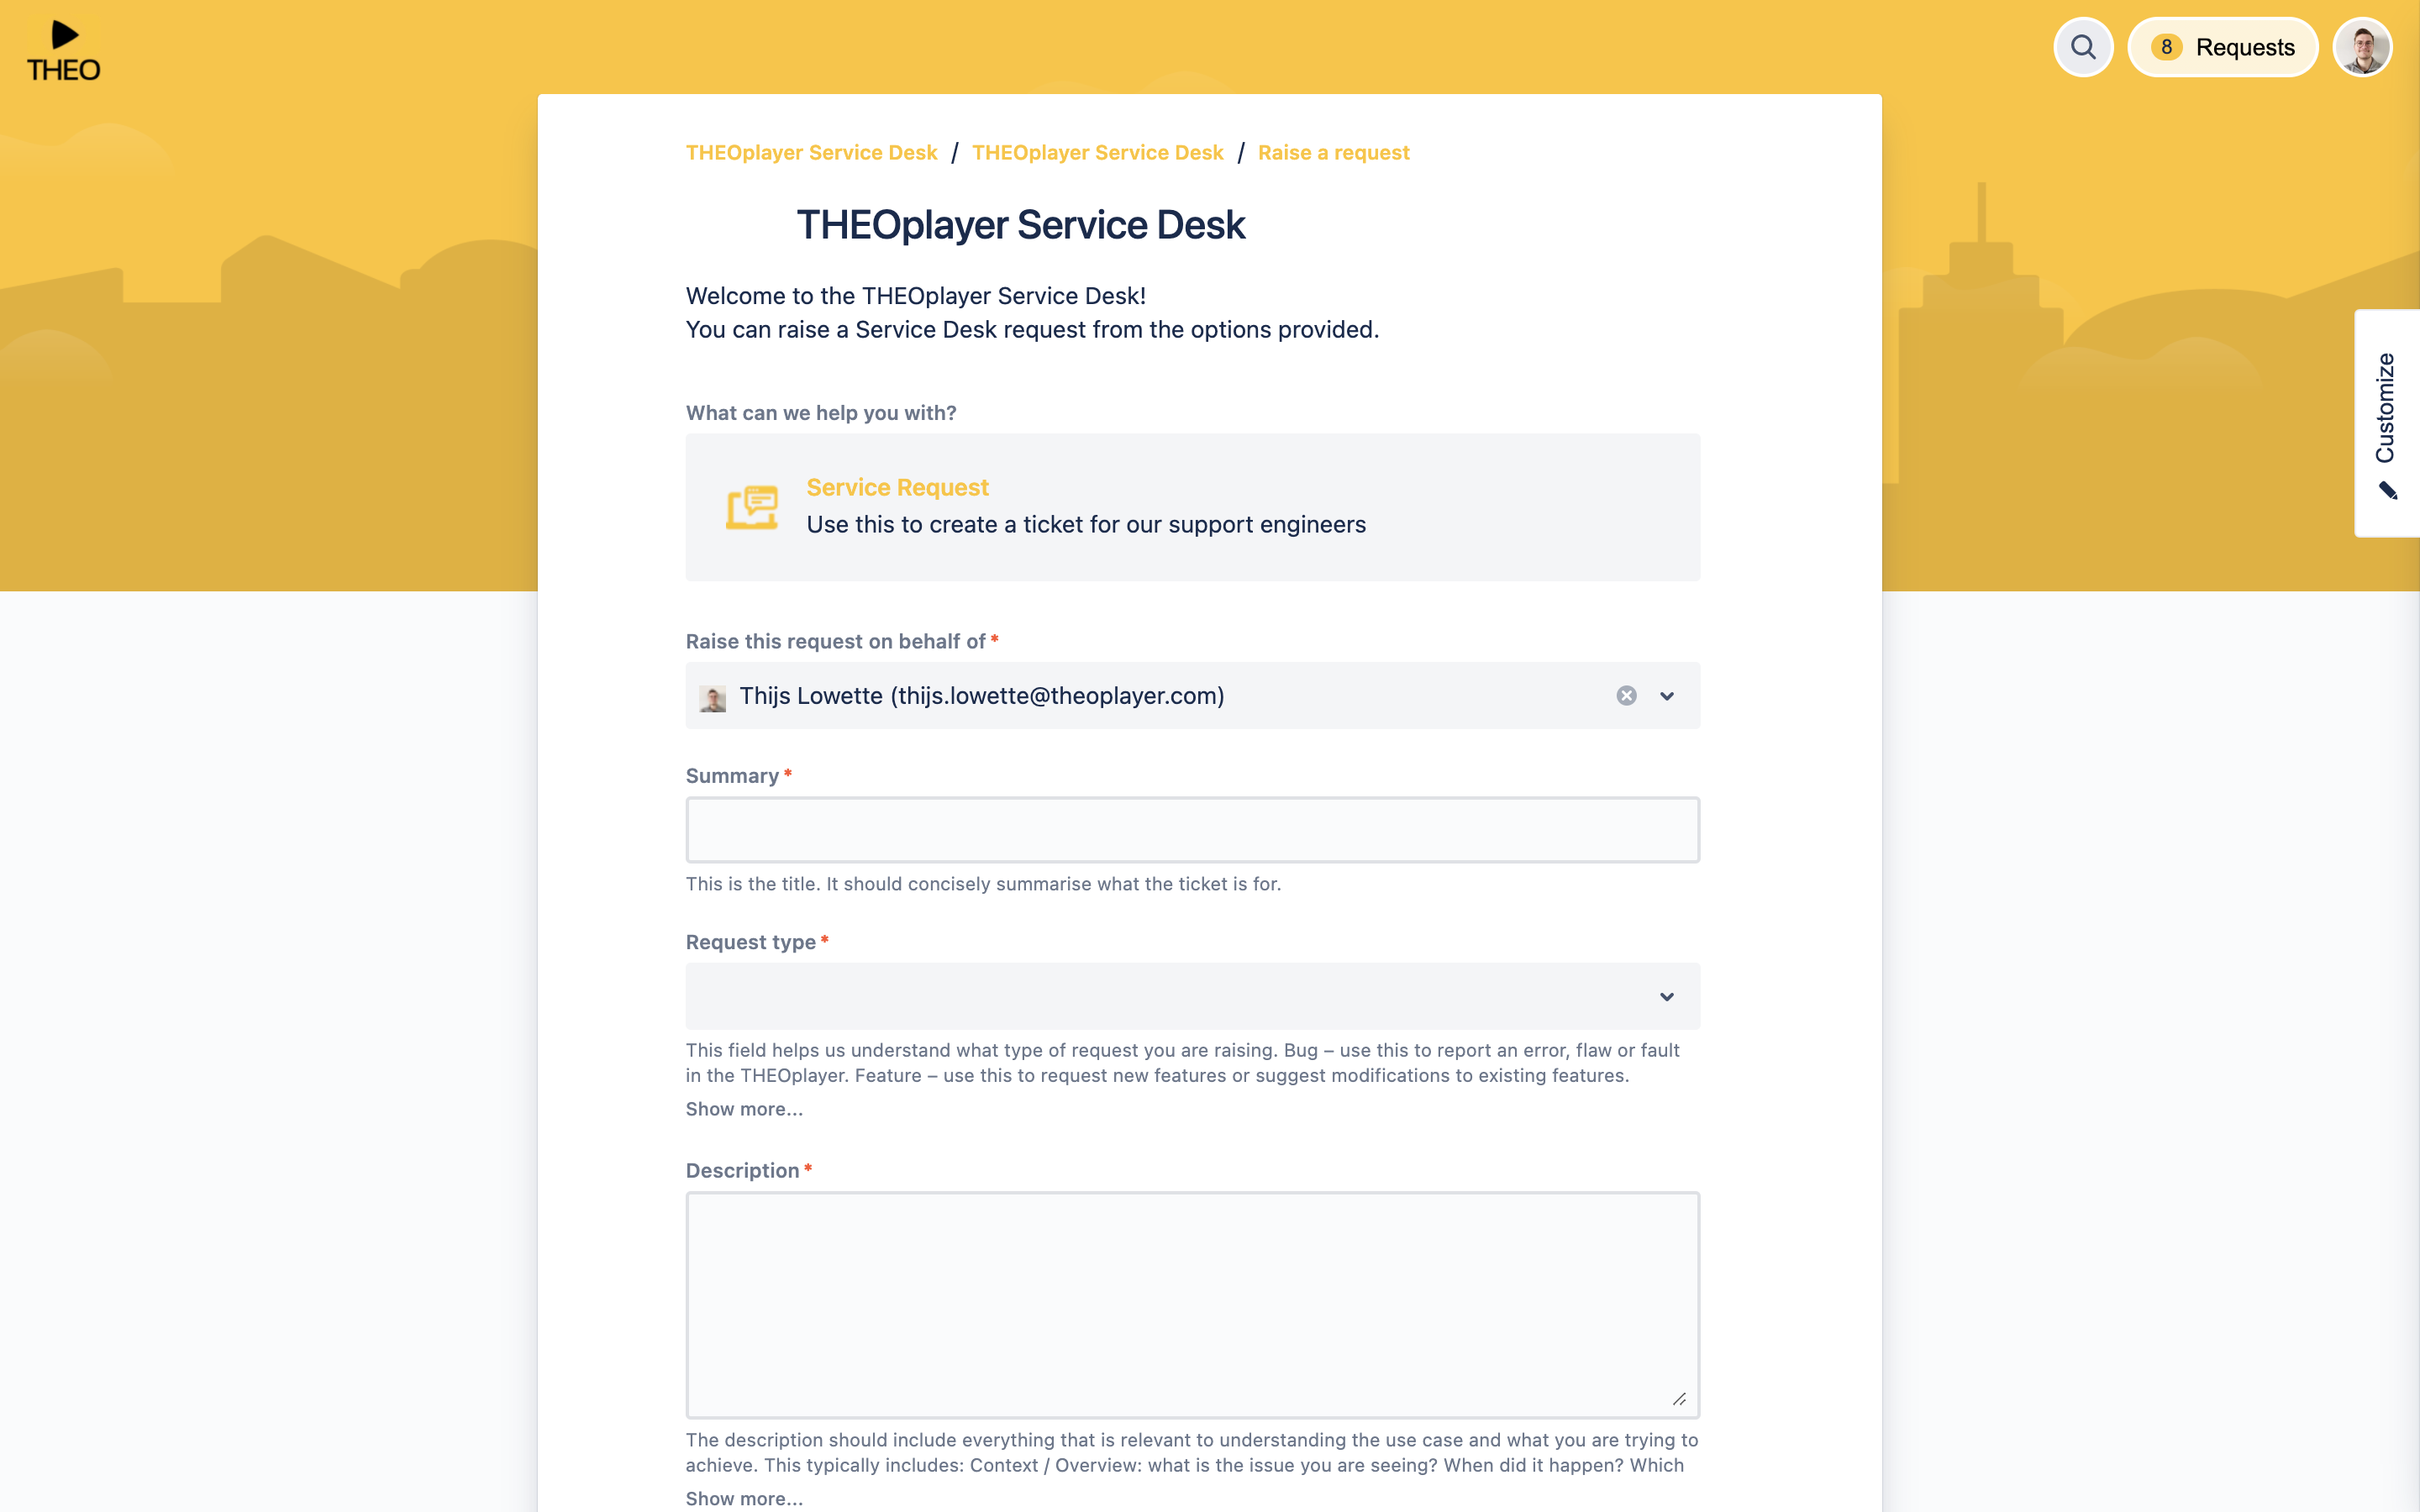 THEO
8 Requests
THEOplayer Service Desk / THEOplayer Service Desk / Raise a request
THEOplayer Service Desk
Welcome to the THEOplayer Service Desk!
You can raise a Service Desk request from the options provided.
Customize
What can we help you with?
Service Request
Use this to create a ticket for our support engineers
Raise this request on behalf of *
Thijs Lowette (thijs.lowette@theoplayer.com)
Summary *
This is the title. It should concisely summarise what the ticket is for.
Request type *
This field helps us understand what type of request you are raising. Bug – use this to report an error, flaw or fault
in the THEOplayer. Feature – use this to request new features or suggest modifications to existing features.
Show more...
Description *
The description should include everything that is relevant to understanding the use case and what you are trying to
achieve. This typically includes: Context / Overview: what is the issue you are seeing? When did it happen? Which
Show more...